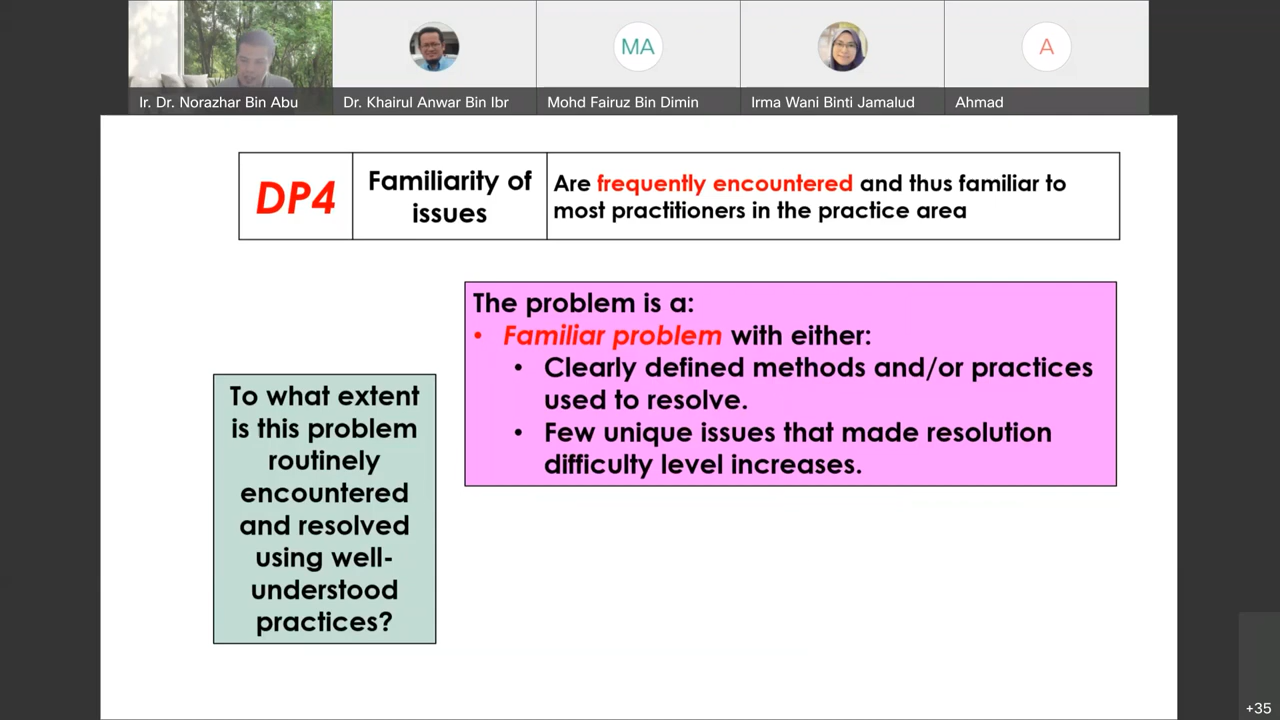 MA
A
Ir. Dr. Norazhar Bin Abu
Dr. Khairul Anwar Bin Ibr
Mohd Fairuz Bin Dimin
Irma Wani Binti Jamalud
Ahmad
DP4
Familiarity of
issues
Are frequently encountered and thus familiar to
most practitioners in the practice area
The problem is a:
• Familiar problem with either:
• Clearly defined methods and/or practices
used to resolve.
• Few unique issues that made resolution
difficulty level increases.
To what extent
is this problem
routinely
encountered
and resolved
using well-
understood
practices?
+35